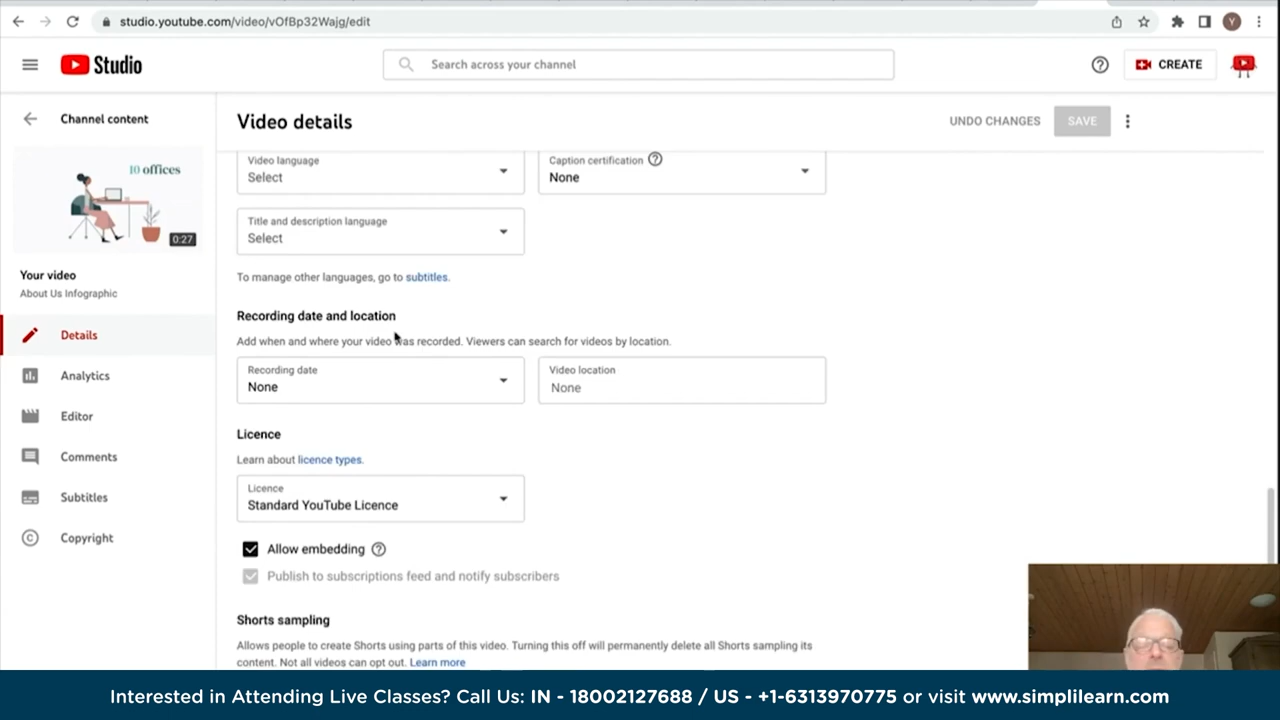 studio.youtube.com/video/vOfBp32Wajg/edit
Y
Studio
Search across your channel
CREATE
Channel content
Video details
UNDO CHANGES
SAVE
10 offices
0:27
Your video
About Us Infographic
Details
Analytics
Editor
Comments
Subtitles
Copyright
Video language
Select
Caption certification
None
Title and description language
Select
To manage other languages, go to subtitles.
Recording date and location
Add when and where your video was recorded. Viewers can search for videos by location.
Recording date
None
Video location
None
Licence
Learn about licence types.
Licence
Standard YouTube Licence
Allow embedding
Publish to subscriptions feed and notify subscribers
Shorts sampling
Allows people to create Shorts using parts of this video. Turning this off will permanently delete all Shorts sampling its
content. Not all videos can opt out. Learn more
Interested in Attending Live Classes? Call Us: IN - 18002127688 / US - +1-6313970775 or visit www.simplilearn.com